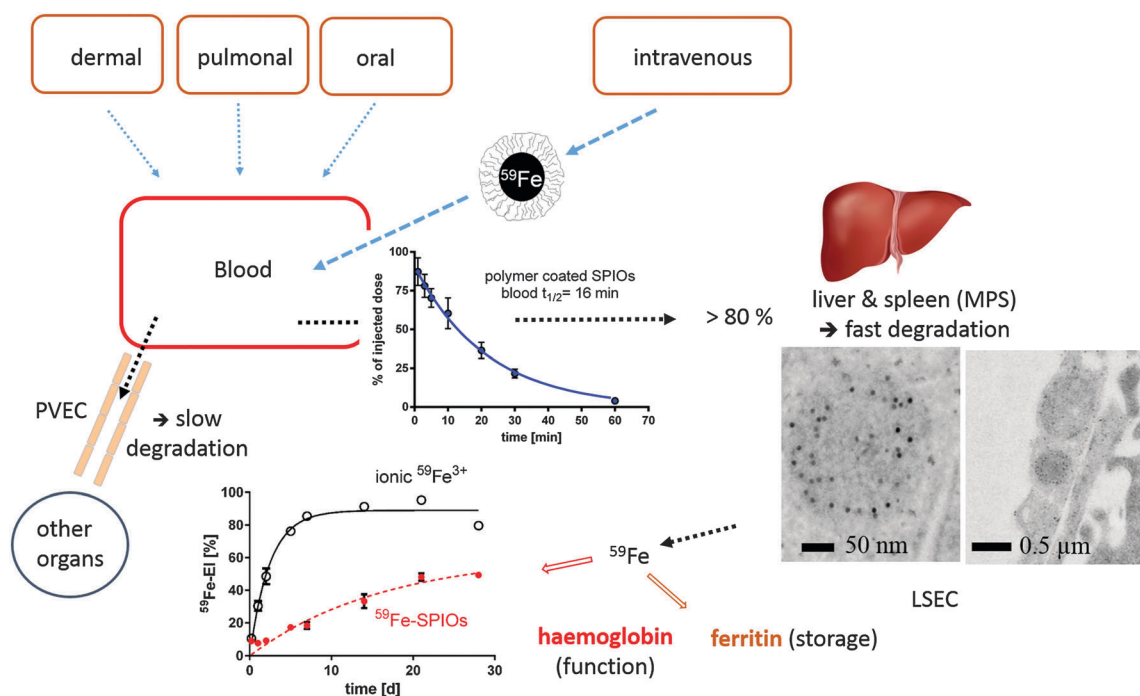 dermal
pulmonal
oral
intravenous
⁵⁹Fe
Blood
100
75
50
25
0
% of injected dose
0 10 20 30 40 50 60 70
time [min]
polymer coated SPIOs
blood t₁/₂= 16 min
> 80 %
liver & spleen (MPS)
➔ fast degradation
PVEC
➔ slow
degradation
other
organs
50 nm
0.5 µm
LSEC
ionic ⁵⁹Fe³⁺
100
80
60
40
20
0
⁵⁹Fe-EI [%]
0 10 20 30
time [d]
⁵⁹Fe-SPIOs
⁵⁹Fe
haemoglobin
(function)
ferritin (storage)